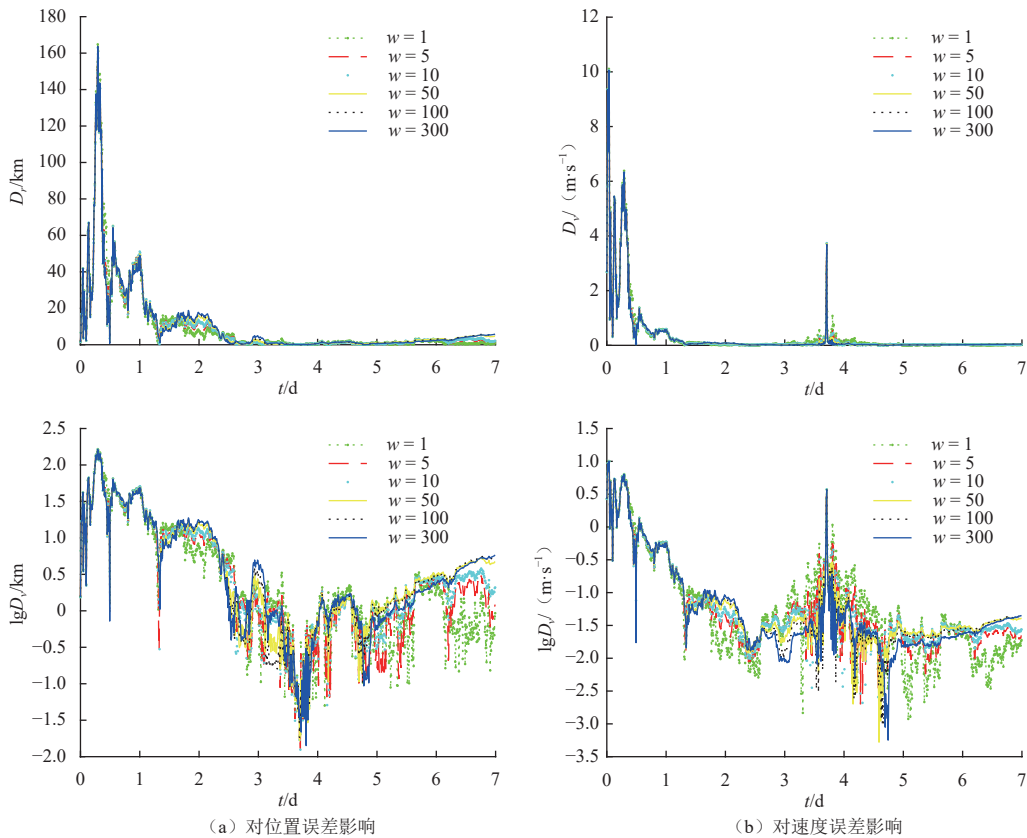 180
160
140
120
100
80
60
40
20
0
D_r/km
0 1 2 3 4 5 6 7
t/d
w = 1
w = 5
w = 10
w = 50
w = 100
w = 300
12
10
8
6
4
2
0
D_v/（m·s⁻¹）
0 1 2 3 4 5 6 7
t/d
w = 1
w = 5
w = 10
w = 50
w = 100
w = 300
2.5
2.0
1.5
1.0
0.5
0
−0.5
−1.0
−1.5
−2.0
lgD_r/km
0 1 2 3 4 5 6 7
t/d
w = 1
w = 5
w = 10
w = 50
w = 100
w = 300
（a）对位置误差影响
1.5
1.0
0.5
0
−0.5
−1.0
−1.5
−2.0
−2.5
−3.0
−3.5
lgD_v/（m·s⁻¹）
0 1 2 3 4 5 6 7
t/d
w = 1
w = 5
w = 10
w = 50
w = 100
w = 300
（b）对速度误差影响